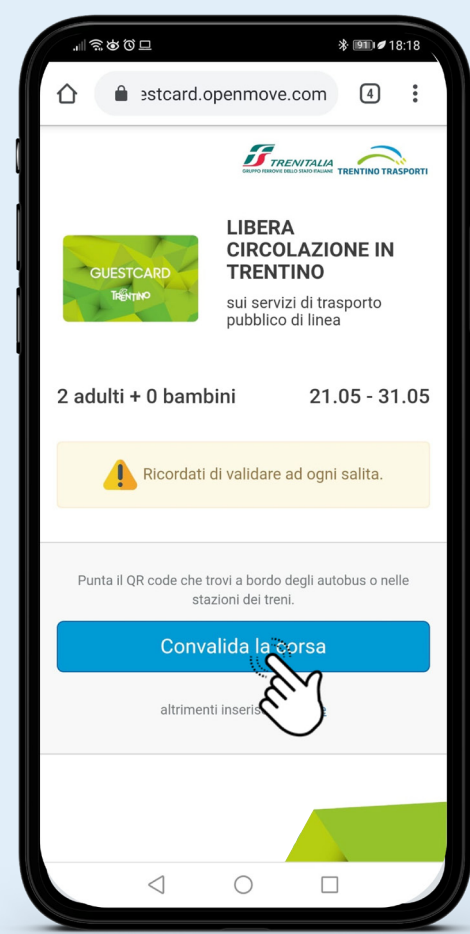 91 18:18
estcard.openmove.com 4
TRENITALIA
GRUPPO FERROVIE DELLO STATO ITALIANE
TRENTINO TRASPORTI
GUESTCARD
TRENTINO
LIBERA
CIRCOLAZIONE IN
TRENTINO
sui servizi di trasporto
pubblico di linea
2 adulti + 0 bambini 21.05 - 31.05
Ricordati di validare ad ogni salita.
Punta il QR code che trovi a bordo degli autobus o nelle
stazioni dei treni.
Convalida la corsa
altrimenti